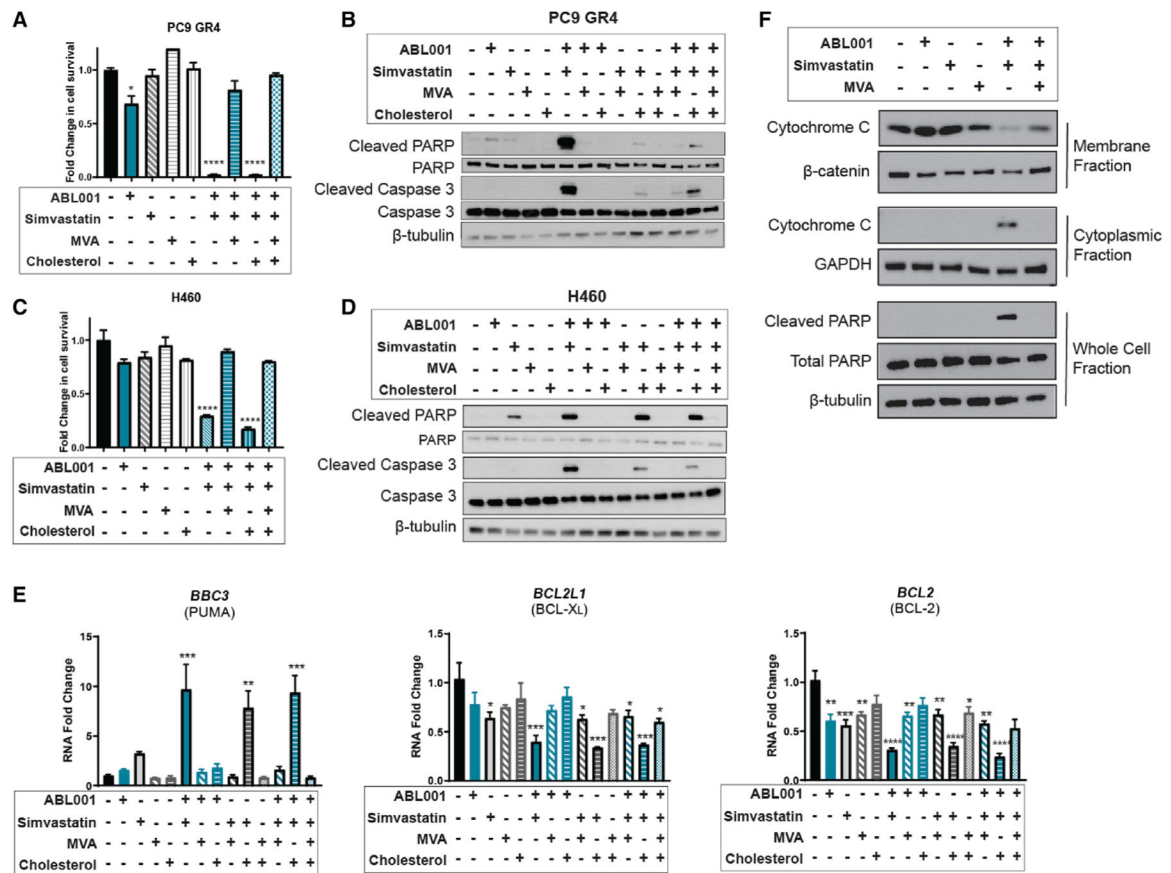 A
PC9 GR4
Fold Change in cell survival
1.0
0.5
0.0
*
****
****
ABL001 - + - - - + + + +
Simvastatin - - + - - + + + +
MVA - - - + - - + - +
Cholesterol - - - - + - - + +
B
PC9 GR4
ABL001 - + - - - + + + - - - + + +
Simvastatin - - + - - + - - + + - + + +
MVA - - - + - - + - + - + + - +
Cholesterol - - - - + - - + - + + - + +
Cleaved PARP
PARP
Cleaved Caspase 3
Caspase 3
β-tubulin
C
H460
Fold Change in cell survival
1.0
0.5
0.0
****
****
ABL001 - + - - - + + + +
Simvastatin - - + - - + + + +
MVA - - - + - - + - +
Cholesterol - - - - + - - + +
D
H460
ABL001 - + - - - + + + - - - + + +
Simvastatin - - + - - + - - + + - + + +
MVA - - - + - - + - + - + + - +
Cholesterol - - - - + - - + - + + - + +
Cleaved PARP
PARP
Cleaved Caspase 3
Caspase 3
β-tubulin
F
ABL001 - + - - + +
Simvastatin - - + - + +
MVA - - - + - +
Cytochrome C
β-catenin
Membrane
Fraction
Cytochrome C
GAPDH
Cytoplasmic
Fraction
Cleaved PARP
Total PARP
β-tubulin
Whole Cell
Fraction
E
BBC3
(PUMA)
RNA Fold Change
15
10
5
0
***
**
***
ABL001 - + - - - + + + - - - + + +
Simvastatin - - + - - + - - + + - + + +
MVA - - - + - - + - + - + + - +
Cholesterol - - - - + - - + - + + - + +
BCL2L1
(BCL-XL)
RNA Fold Change
1.5
1.0
0.5
0.0
*
***
*
***
*
***
*
ABL001 - + - - - + + + - - - + + +
Simvastatin - - + - - + - - + + - + + +
MVA - - - + - - + - + - + + - +
Cholesterol - - - - + - - + - + + - + +
BCL2
(BCL-2)
RNA Fold Change
1.5
1.0
0.5
0.0
**
***
**
****
**
**
****
*
**
****
ABL001 - + - - - + + + - - - + + +
Simvastatin - - + - - + - - + + - + + +
MVA - - - + - - + - + - + + - +
Cholesterol - - - - + - - + - + + - + +